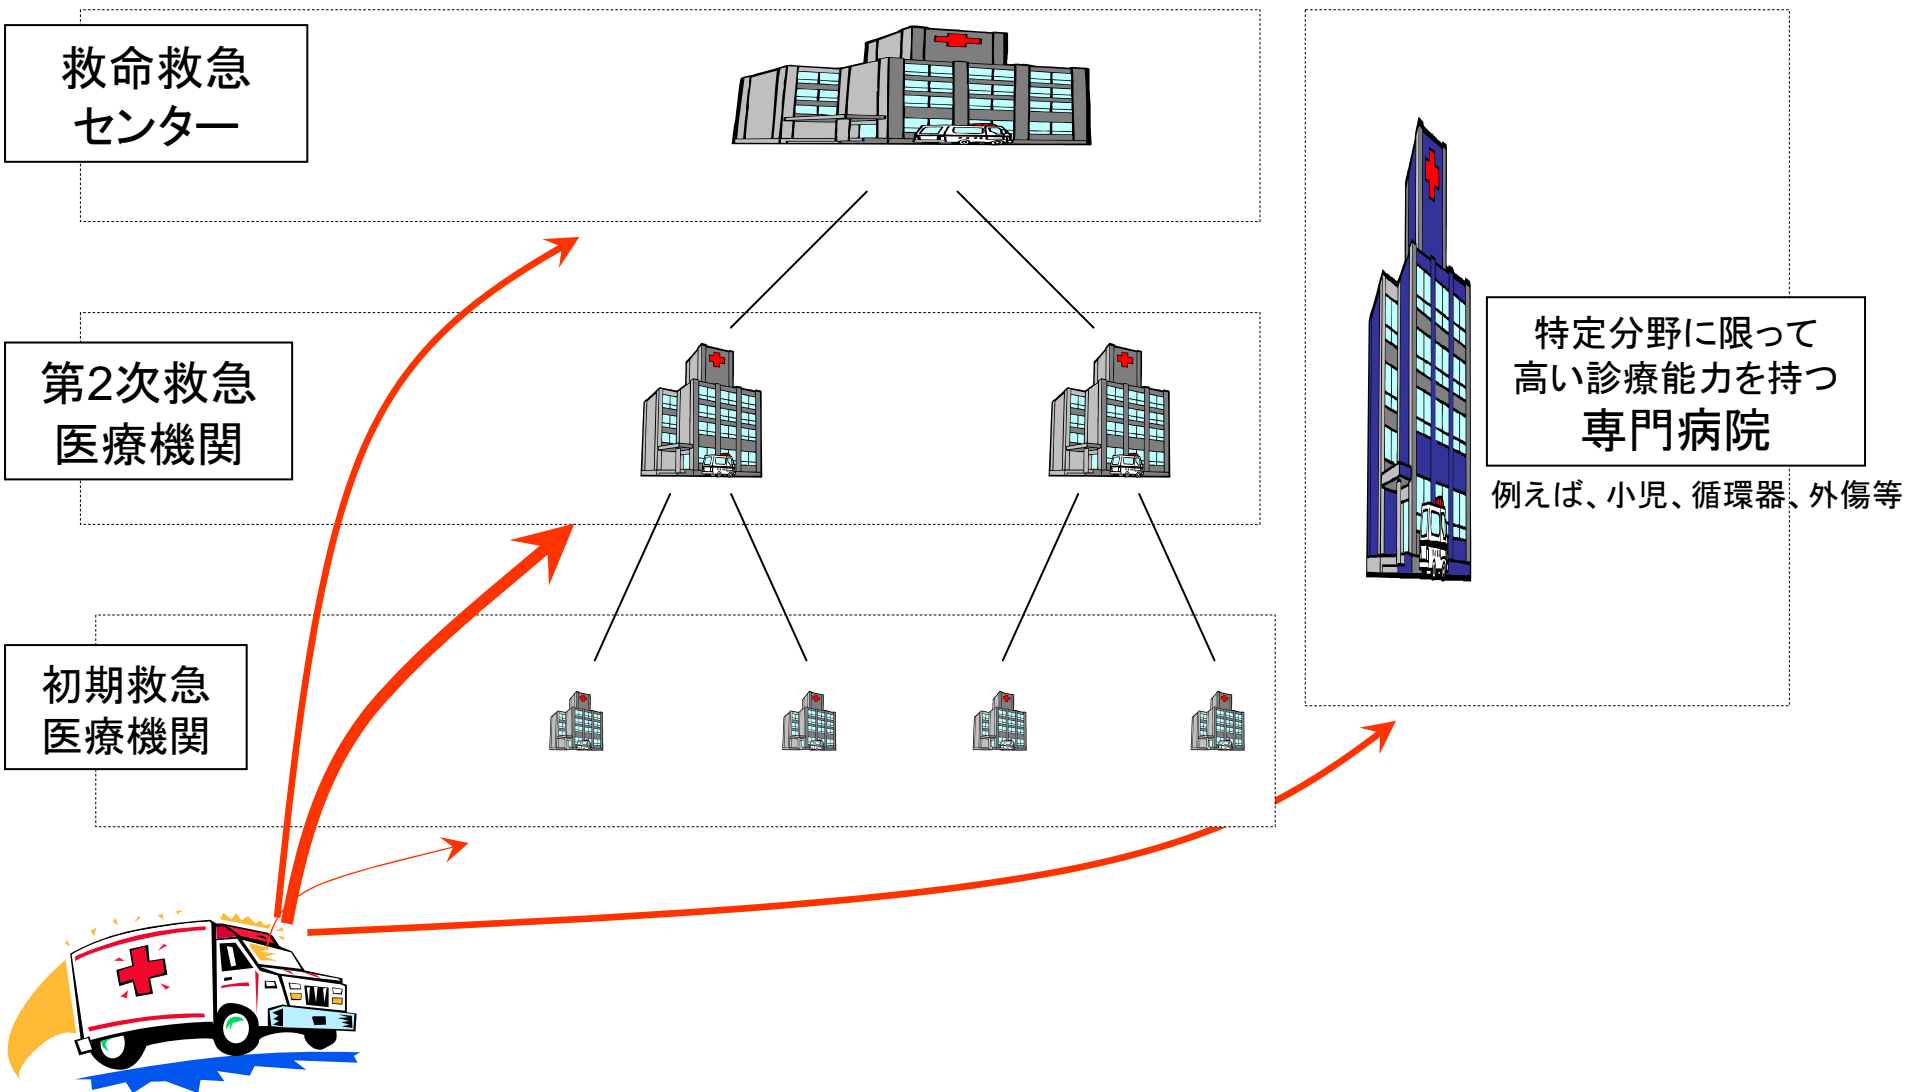 救命救急
センター
第2次救急
医療機関
初期救急
医療機関
特定分野に限って
高い診療能力を持つ
専門病院
例えば、小児、循環器、外傷等